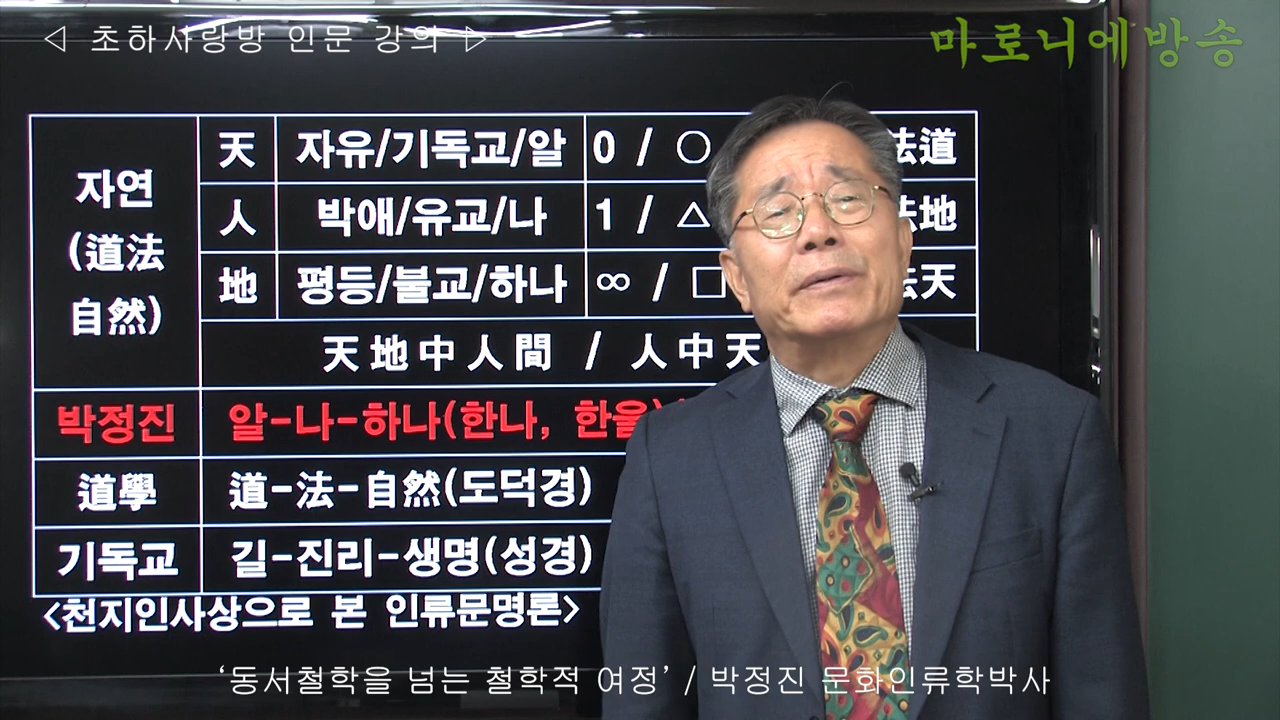 ◁ 초하사랑방 인문 강의 ▷
마로니에방송
자연
(道法
自然)
天 자유/기독교/알 0 / ○ 法道
人 박애/유교/나 1 / △ 法地
地 평등/불교/하나 ∞ / □ 法天
天地中人間 / 人中天
박정진 알-나-하나(한나, 한울)
道學 道-法-自然(도덕경)
기독교 길-진리-생명(성경)
<천지인사상으로 본 인류문명론>
‘동서철학을 넘는 철학적 여정’ / 박정진 문화인류학박사